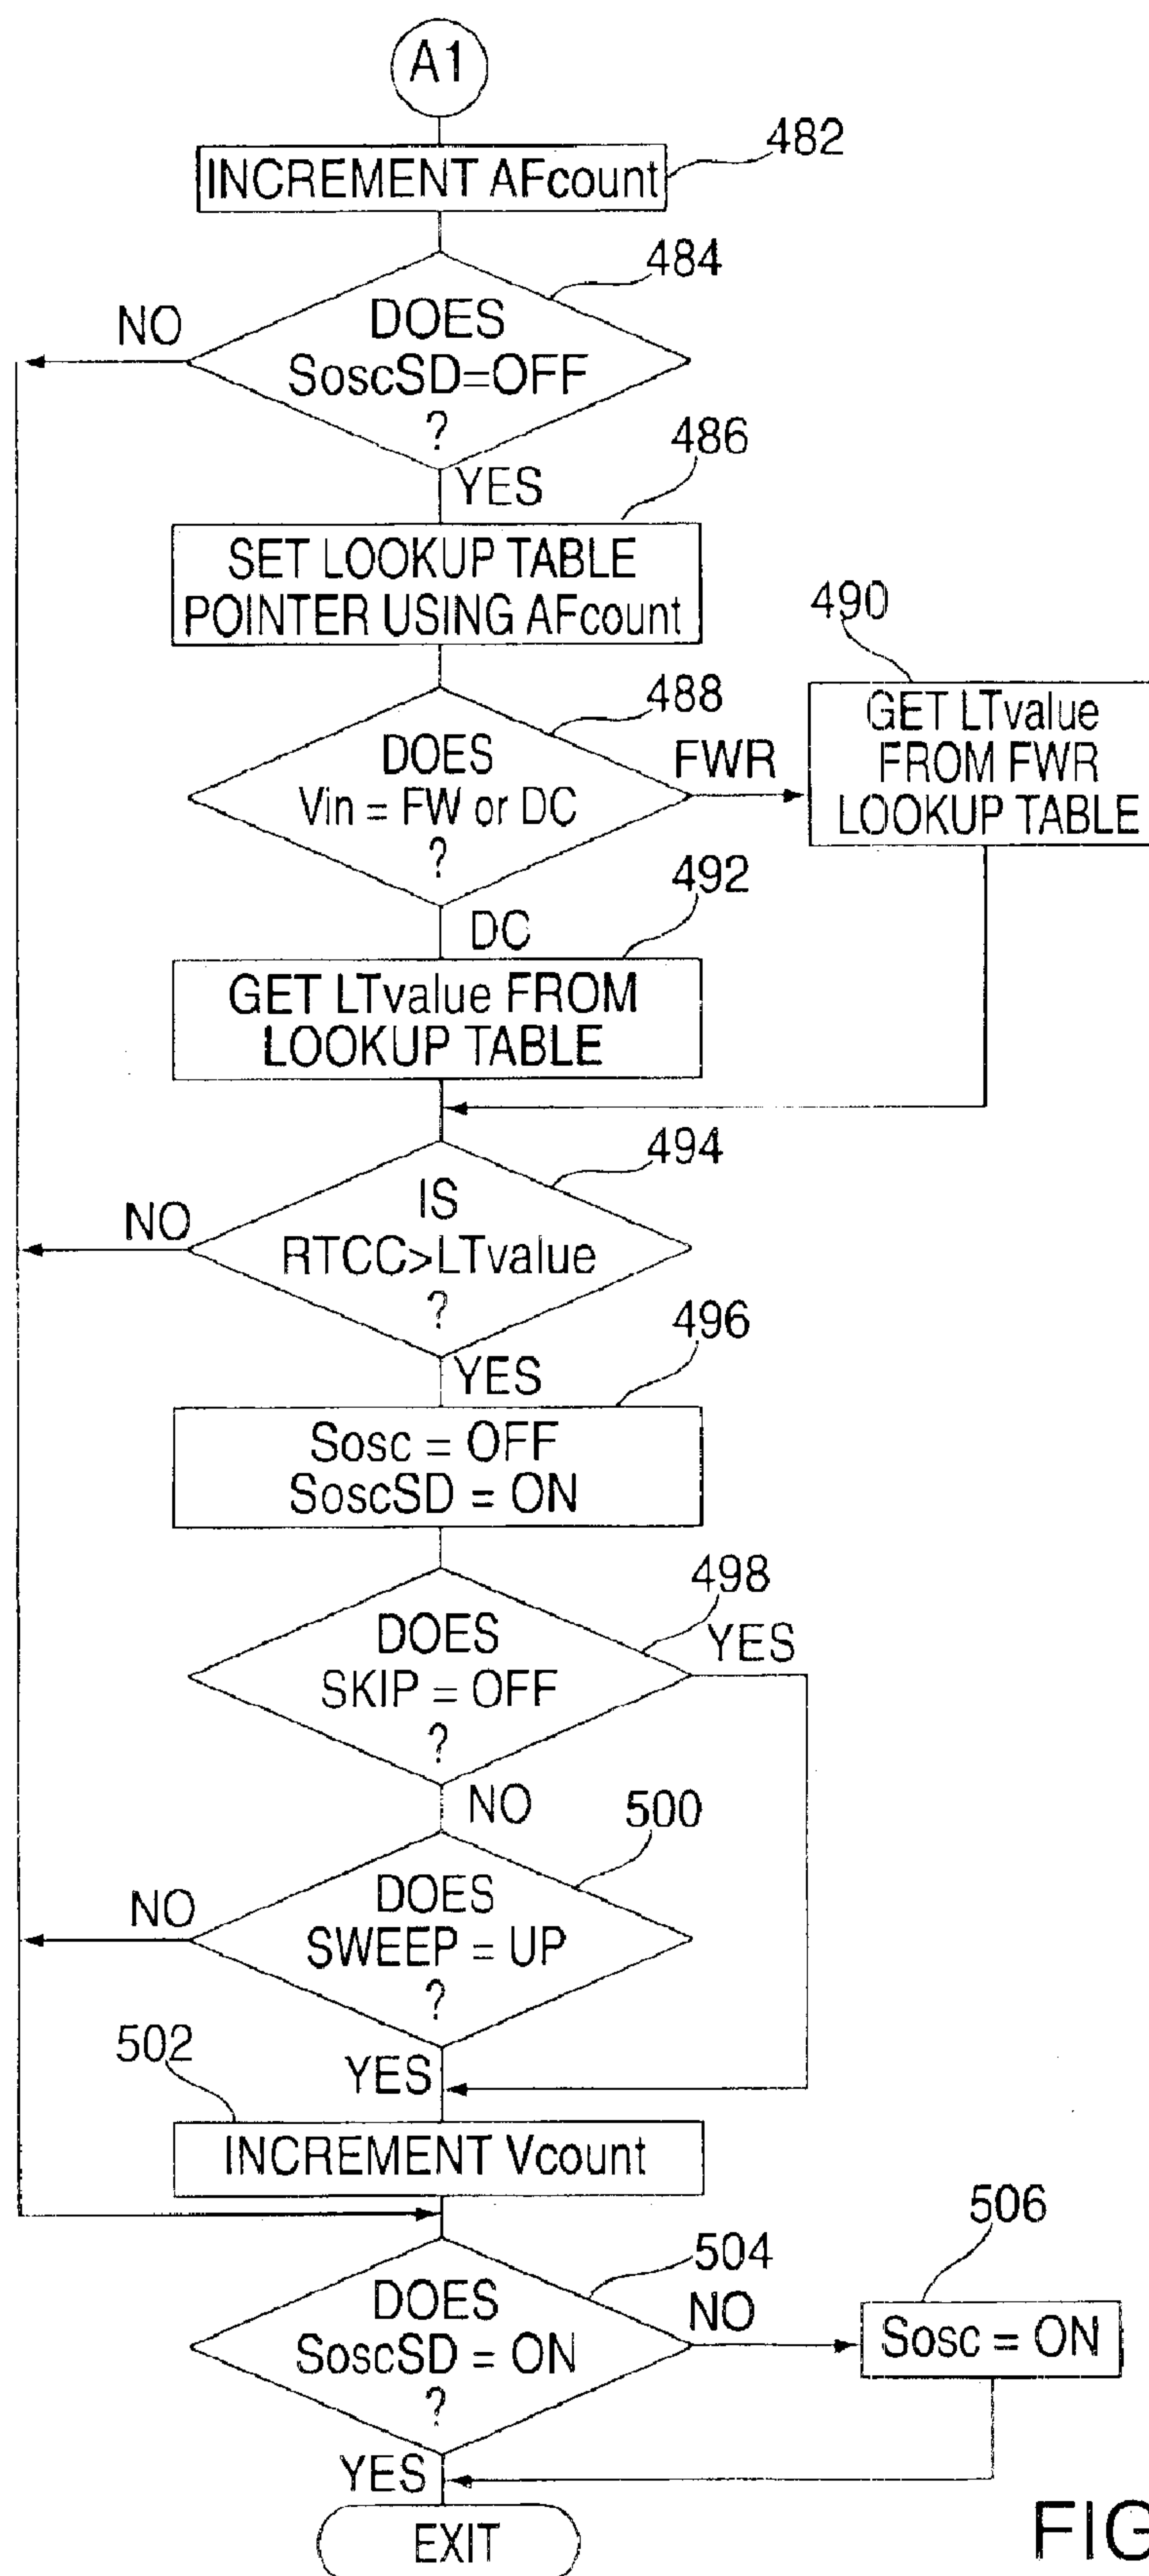 A1
482
INCREMENT AFcount
484
NO
DOES
SoscSD=OFF
?
486
YES
SET LOOKUP TABLE
POINTER USING AFcount
490
488
GET LTvalue
FROM FWR
LOOKUP TABLE
DOES
Vin = FW or DC
?
FWR
492
DC
GET LTvalue FROM
LOOKUP TABLE
494
NO
IS
RTCC>LTvalue
?
496
YES
Sosc = OFF
SoscSD = ON
498
DOES
SKIP = OFF
?
YES
NO
500
NO
DOES
SWEEP = UP
?
502
YES
INCREMENT Vcount
506
504
DOES
SoscSD = ON
?
NO
Sosc = ON
YES
EXIT
FIG